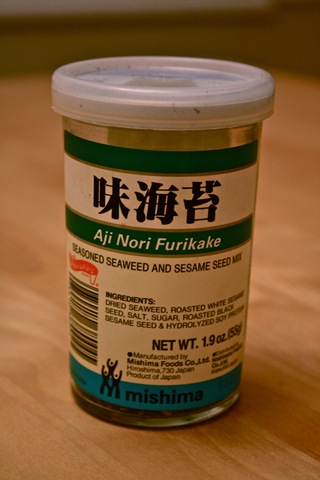 味海苔
Aji Nori Furikake
SEASONED SEAWEED AND SESAME SEED MIX
INGREDIENTS:
DRIED SEAWEED, ROASTED WHITE SESAME
SEED, SALT, SUGAR, ROASTED BLACK
SESAME SEED & HYDROLYZED SOY PROTEIN
NET WT. 1.9 oz. (55g)
●Manufactured by
Mishima Foods Co., Ltd.
Hiroshima, 730 Japan
Product of Japan
mishima